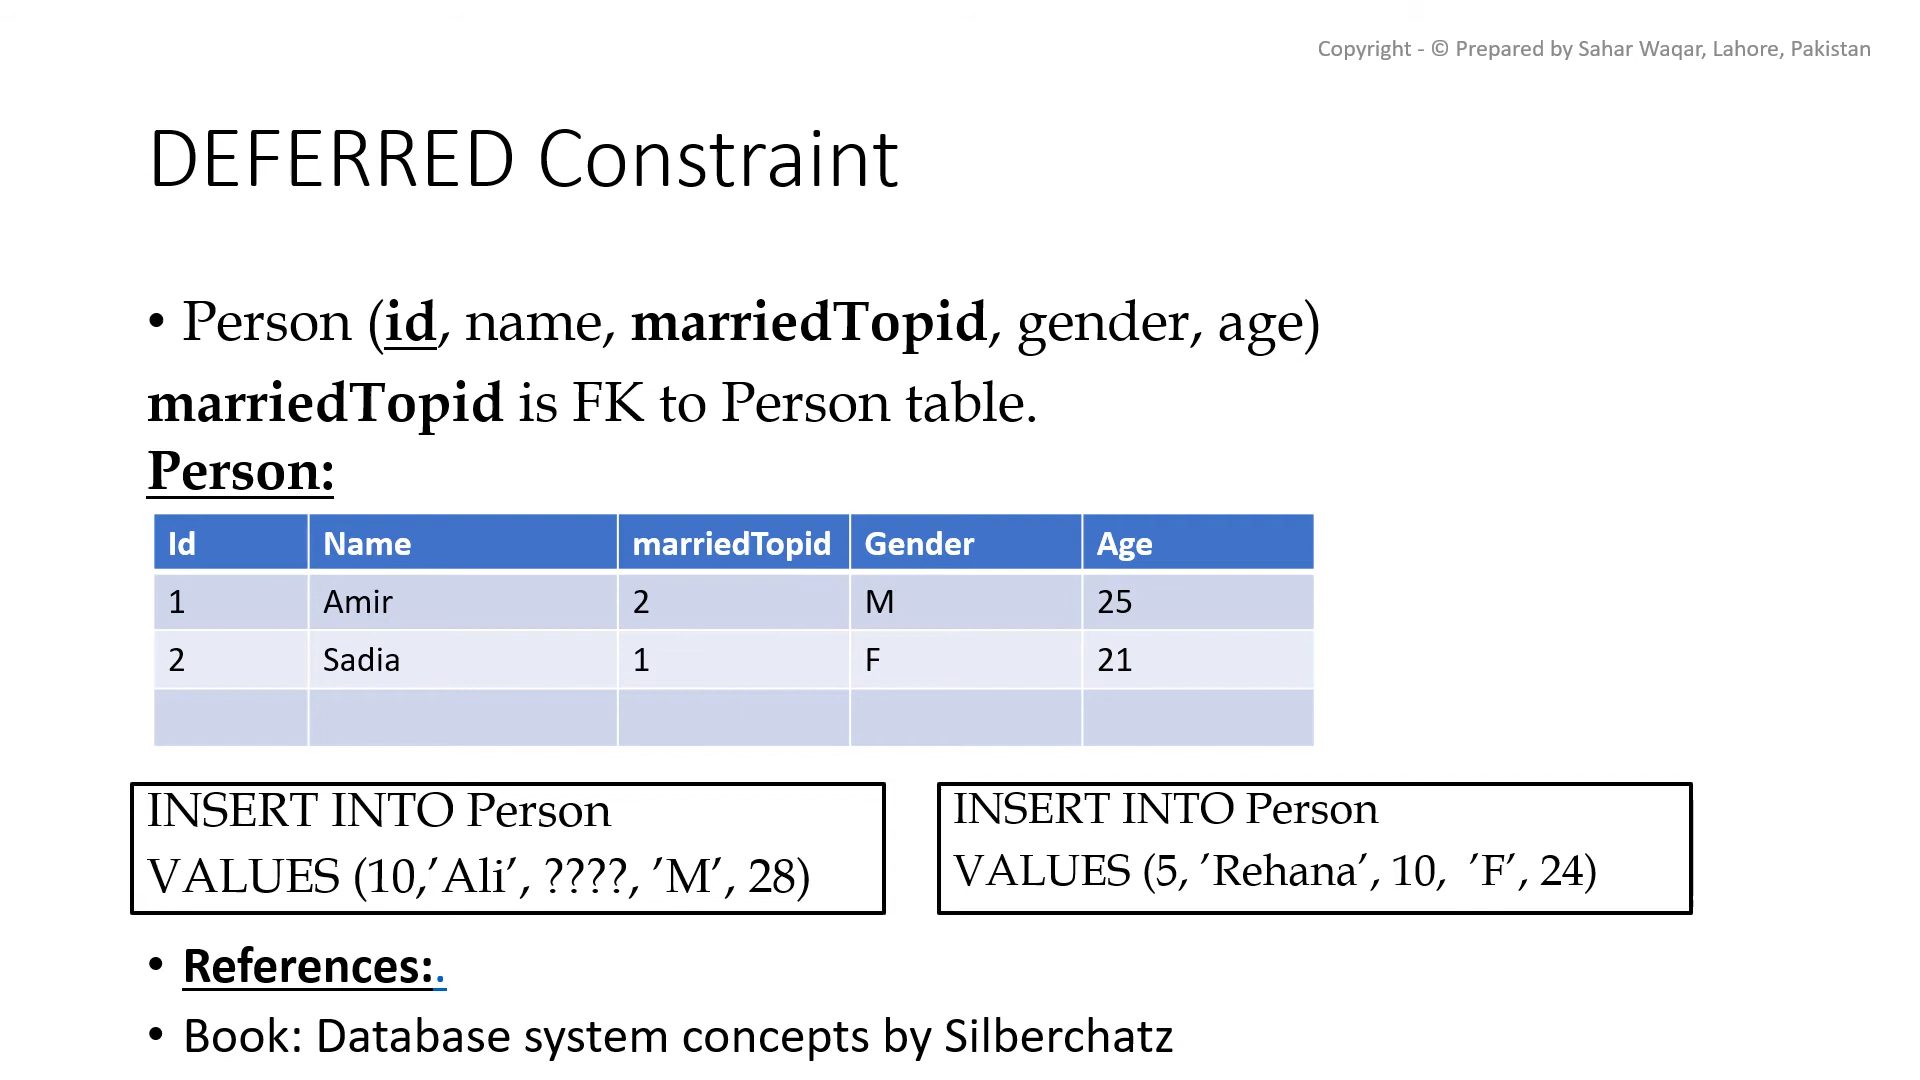 Copyright - © Prepared by Sahar Waqar, Lahore, Pakistan
DEFERRED Constraint
• Person (id, name, marriedTopid, gender, age)
marriedTopid is FK to Person table.
Person:
Id Name marriedTopid Gender Age
1 Amir 2 M 25
2 Sadia 1 F 21
INSERT INTO Person
VALUES (10,’Ali’, ????, ’M’, 28)
INSERT INTO Person
VALUES (5, ’Rehana’, 10, ’F’, 24)
• References:.
• Book: Database system concepts by Silberchatz